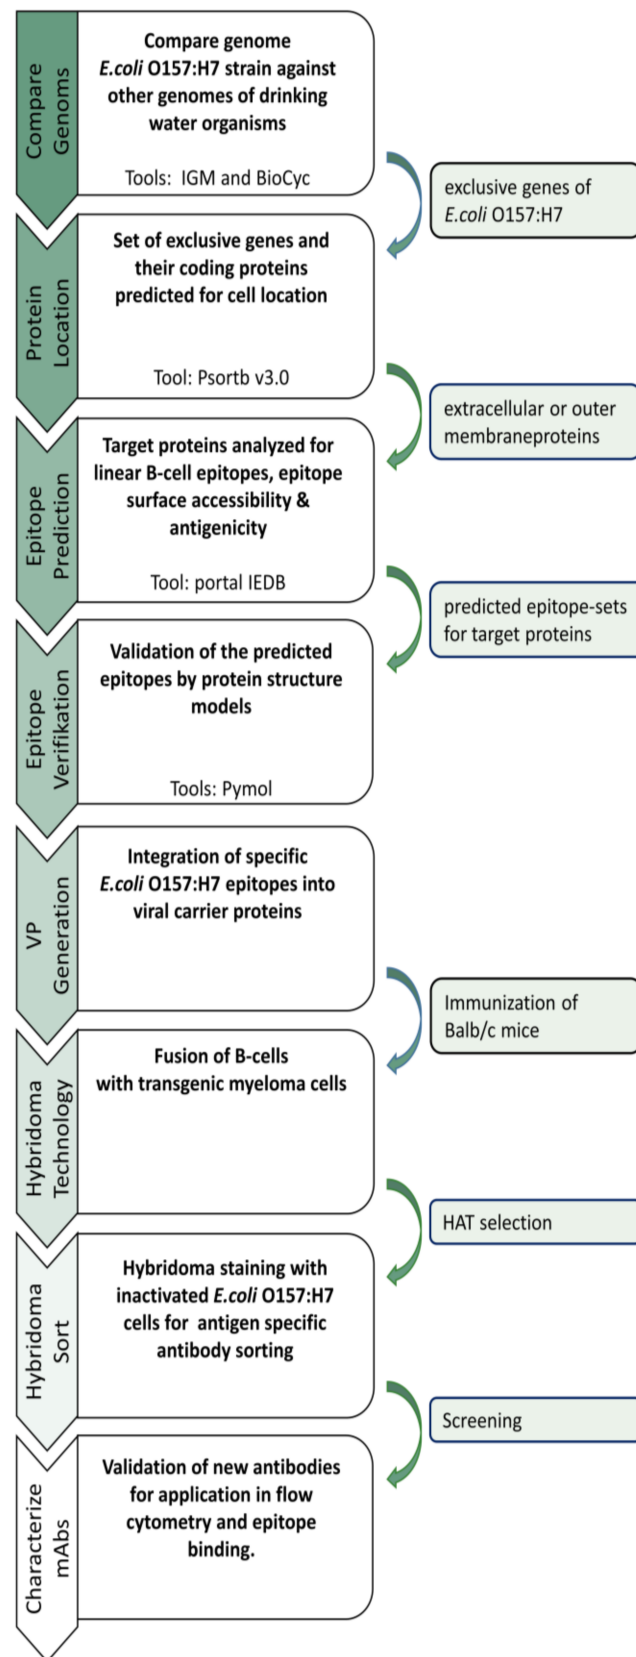 Compare
Genoms
Compare genome
E.coli O157:H7 strain against
other genomes of drinking
water organisms
Tools: IGM and BioCyc
exclusive genes of
E.coli O157:H7
Protein
Location
Set of exclusive genes and
their coding proteins
predicted for cell location
Tool: Psortb v3.0
extracellular or outer
membraneproteins
Epitope
Prediction
Target proteins analyzed for
linear B-cell epitopes, epitope
surface accessibility &
antigenicity
Tool: portal IEDB
predicted epitope-sets
for target proteins
Epitope
Verifikation
Validation of the predicted
epitopes by protein structure
models
Tools: Pymol
VP
Generation
Integration of specific
E.coli O157:H7 epitopes into
viral carrier proteins
Immunization of
Balb/c mice
Hybridoma
Technology
Fusion of B-cells
with transgenic myeloma cells
HAT selection
Hybridoma
Sort
Hybridoma staining with
inactivated E.coli O157:H7
cells for antigen specific
antibody sorting
Screening
Characterize
mAbs
Validation of new antibodies
for application in flow
cytometry and epitope
binding.